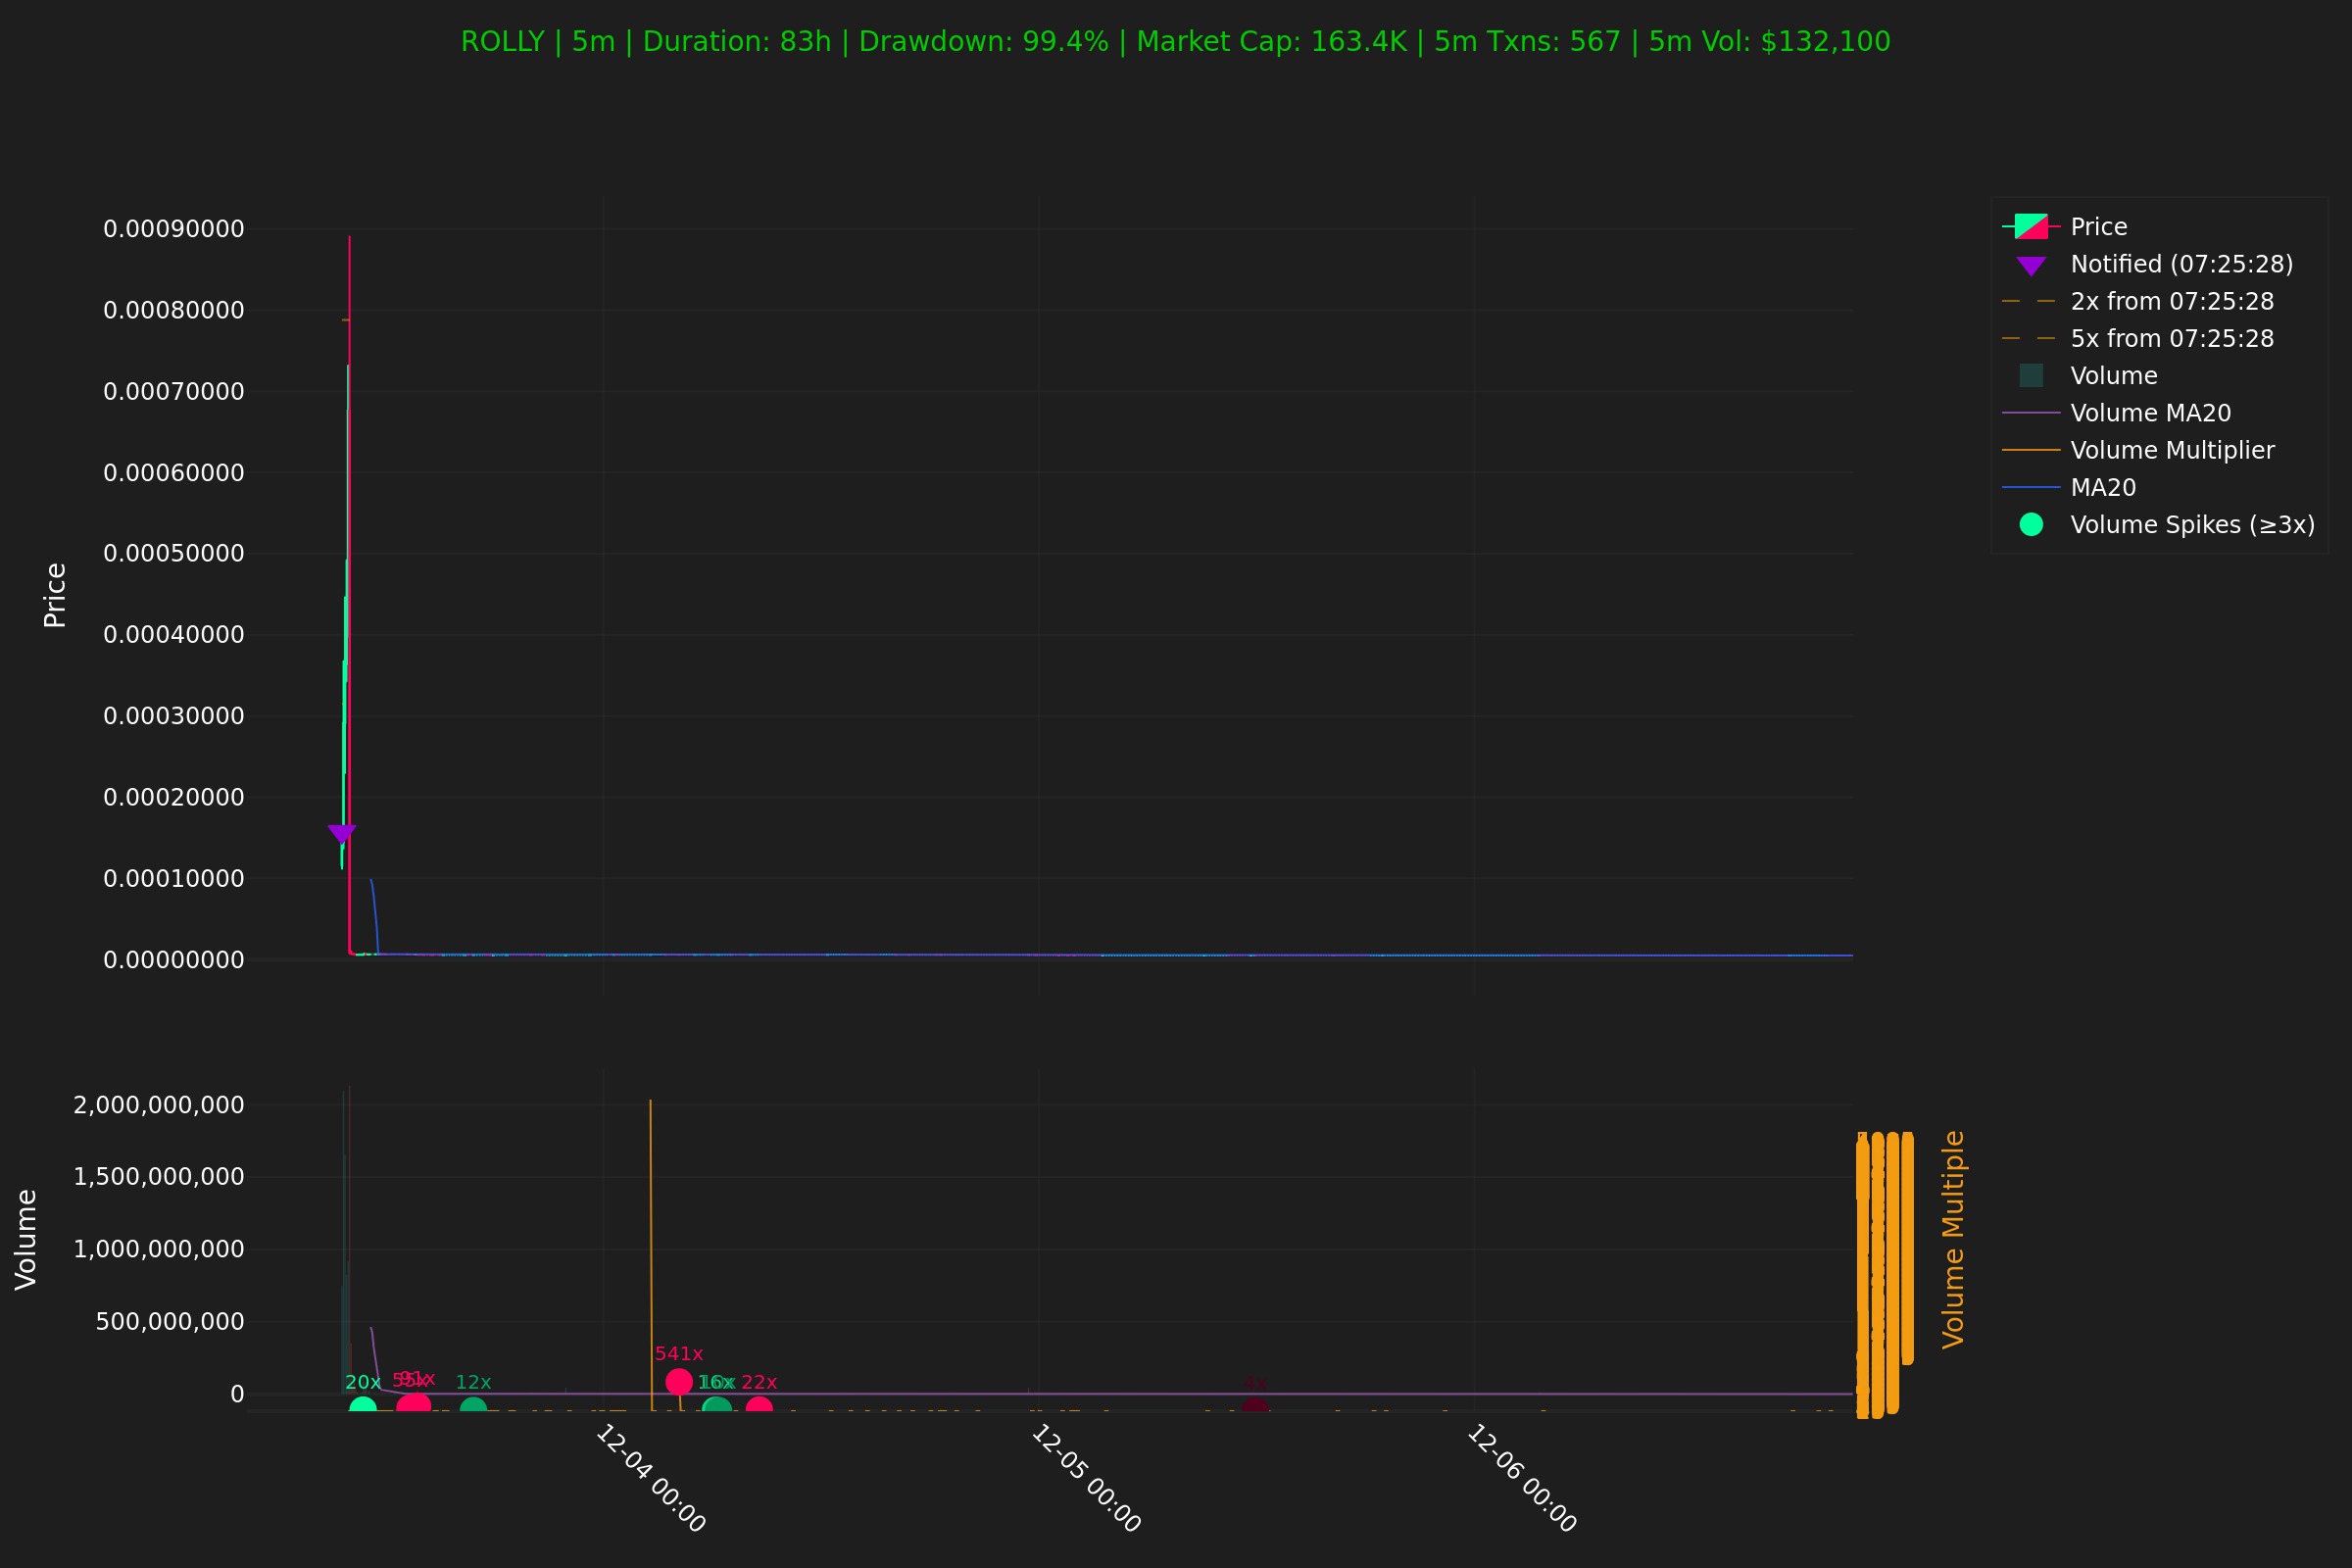 ROLLY | 5m | Duration: 83h | Drawdown: 99.4% | Market Cap: 163.4K | 5m Txns: 567 | 5m Vol: $132,100
Price
0.00090000
0.00080000
0.00070000
0.00060000
0.00050000
0.00040000
0.00030000
0.00020000
0.00010000
0.00000000
Price
Notified (07:25:28)
2x from 07:25:28
5x from 07:25:28
Volume
Volume MA20
Volume Multiplier
MA20
Volume Spikes (≥3x)
Volume
2,000,000,000
1,500,000,000
1,000,000,000
500,000,000
0
20x
12x
541x
16x
22x
4x
Volume Multiple
12-04 00:00
12-05 00:00
12-06 00:00